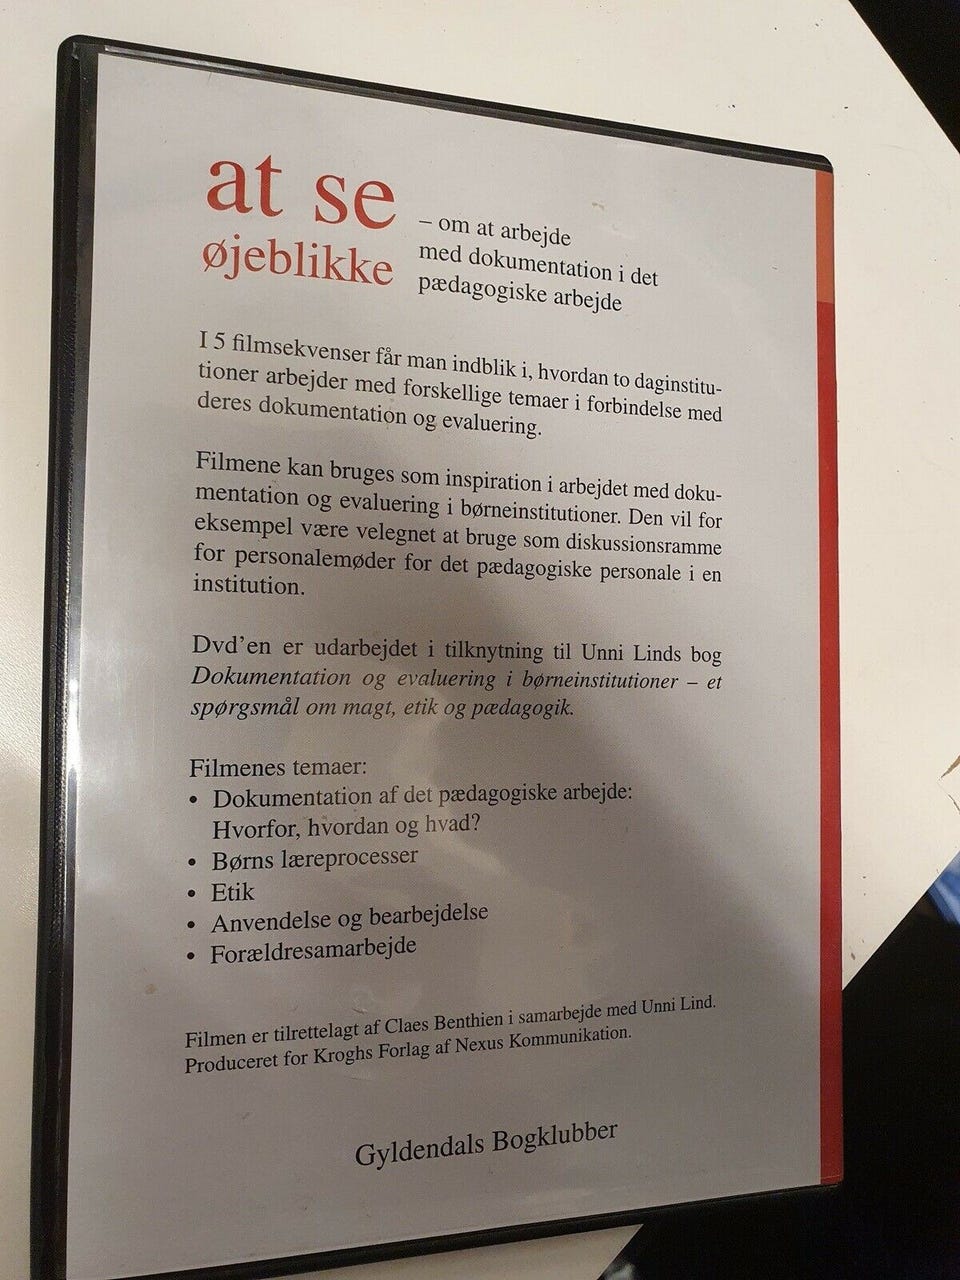 at se
øjeblikke
– om at arbejde
med dokumentation i det
pædagogiske arbejde
I 5 filmsekvenser får man indblik i, hvordan to daginstitu-
tioner arbejder med forskellige temaer i forbindelse med
deres dokumentation og evaluering.
Filmene kan bruges som inspiration i arbejdet med doku-
mentation og evaluering i børneinstitutioner. Den vil for
eksempel være velegnet at bruge som diskussionsramme
for personalemøder for det pædagogiske personale i en
institution.
Dvd'en er udarbejdet i tilknytning til Unni Linds bog
Dokumentation og evaluering i børneinstitutioner – et
spørgsmål om magt, etik og pædagogik.
Filmenes temaer:
• Dokumentation af det pædagogiske arbejde:
Hvorfor, hvordan og hvad?
• Børns læreprocesser
• Etik
• Anvendelse og bearbejdelse
• Forældresamarbejde
Filmen er tilrettelagt af Claes Benthien i samarbejde med Unni Lind.
Produceret for Kroghs Forlag af Nexus Kommunikation.
Gyldendals Bogklubber